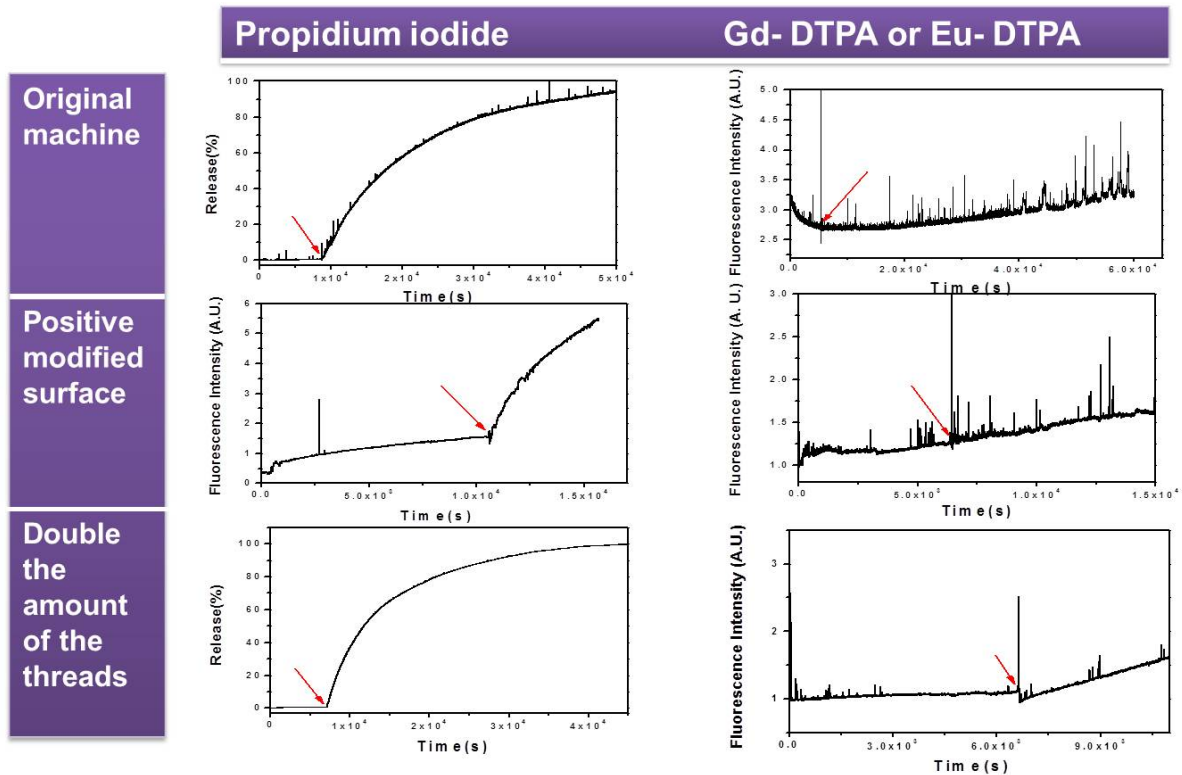 Propidium iodide
Gd- DTPA or Eu- DTPA
Original
machine
Release(%)
100
80
60
40
20
0
0
1x10⁴
2x10⁴
3x10⁴
4x10⁴
5x10⁴
Time(s)
Fluorescence Intensity (A.U.)
5.0
4.5
4.0
3.5
3.0
2.5
0.0
2.0x10⁴
4.0x10⁴
6.0x10⁴
Time(s)
Positive
modified
surface
Fluorescence Intensity (A.U.)
6
5
4
3
2
1
0
0.0
5.0x10³
1.0x10⁴
1.5x10⁴
Time(s)
Fluorescence Intensity (A. U.)
3.0
2.5
2.0
1.5
1.0
0.0
5.0x10³
1.0x10⁴
1.5x10⁴
Time(s)
Double
the
amount
of the
threads
Release(%)
100
80
60
40
20
0
0
1x10⁴
2x10⁴
3x10⁴
4x10⁴
Time(s)
Fluorescence Intensity (A.U.)
3
2
1
0.0
3.0x10³
6.0x10³
9.0x10³
Time(s)